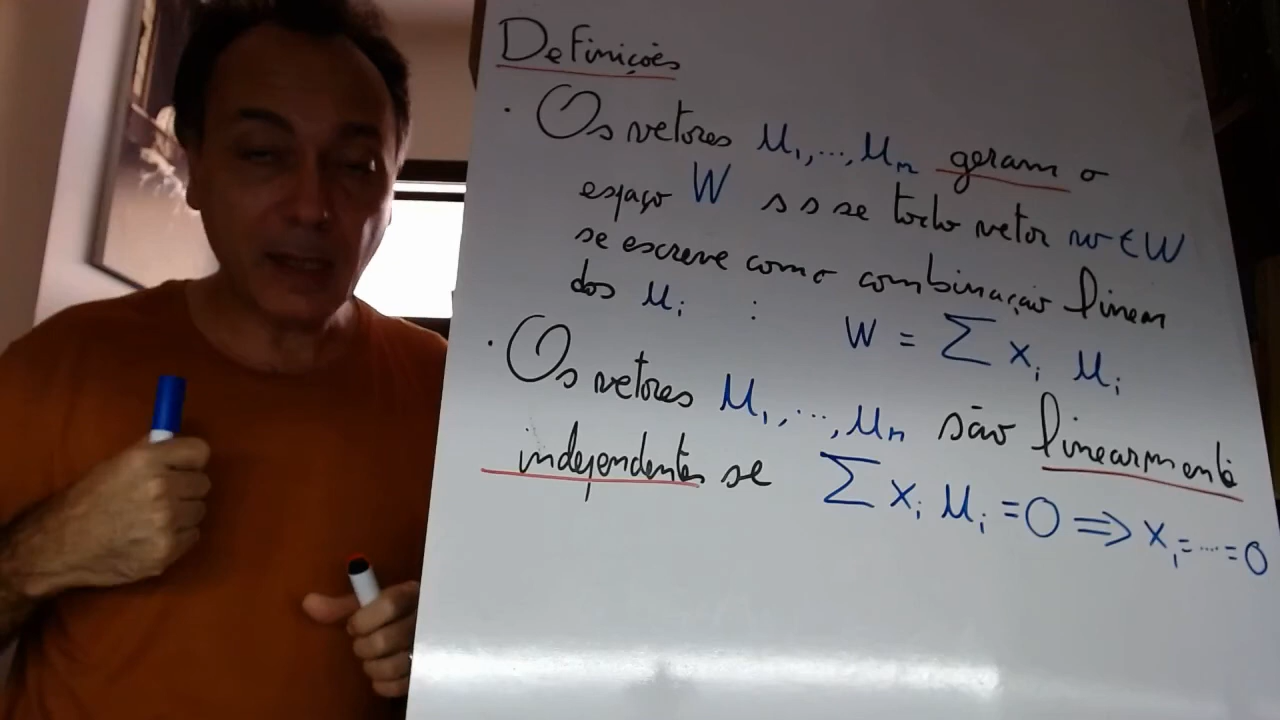 Definições
· Os vetores u₁,...,uₙ geram o
espaço W s s se todo vetor w ∈ W
se escreve como combinação linear
dos uᵢ : W = Σ xᵢ uᵢ
· Os vetores u₁,...,uₙ são linearmente
independentes se Σ xᵢ uᵢ = 0 ⇒ x₁=...=0